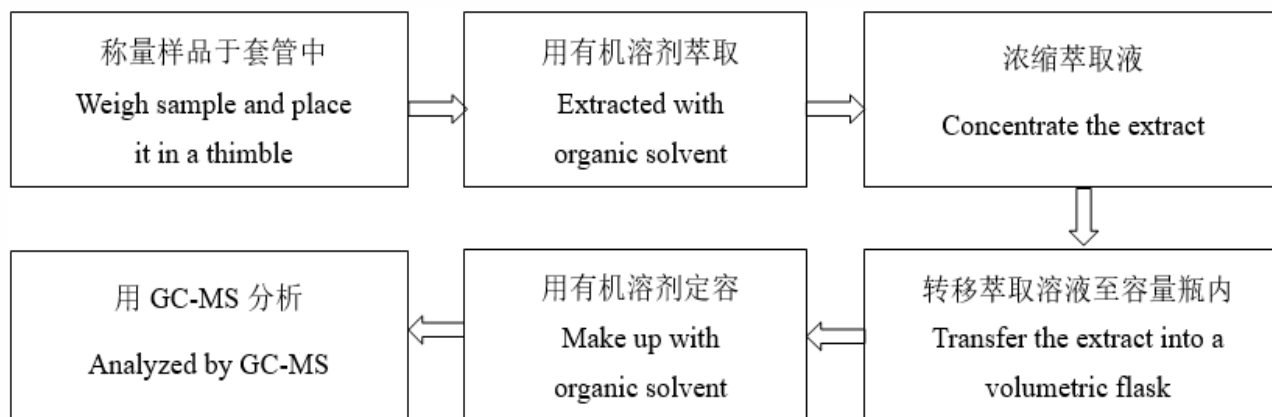 称量样品于套管中
Weigh sample and place
it in a thimble
用有机溶剂萃取
Extracted with
organic solvent
浓缩萃取液
Concentrate the extract
转移萃取溶液至容量瓶内
Transfer the extract into a
volumetric flask
用有机溶剂定容
Make up with
organic solvent
用 GC-MS 分析
Analyzed by GC-MS